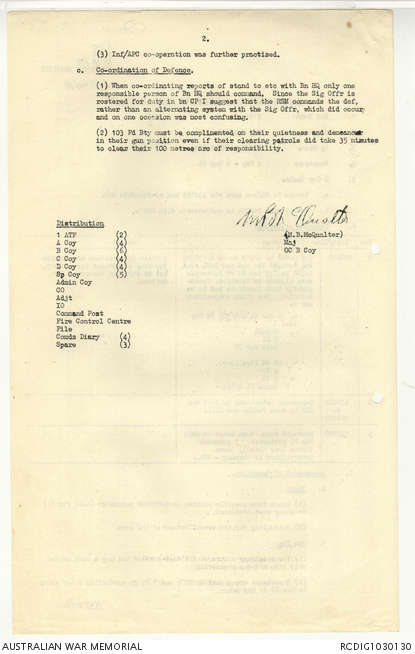 2.
(3) Inf/APC co-operation was further practised.
c. Co-ordination of Defence.
(1) When co-ordinating reports of stand to etc with Bn HQ only one
responsible person of Bn HQ should command. Since the Sig Offr is
rostered for duty in bn CP I suggest that the RSM commands the def,
rather than an alternating system with the Sig Offr, which did occur
and on one occasion was most confusing.
(2) 103 Fd Bty must be complimented on their quietness and demeanor
in their gun position even if their clearing patrols did take 35 minutes
to clear their 100 metres arc of responsibility.
(M.B.McQualter)
Maj
OC B Coy
Distribution
1 ATF (2)
A Coy (4)
B Coy (6)
C Coy (4)
D Coy (4)
Sp Coy (5)
Admin Coy
CO
Adjt
IO
Command Post
Fire Control Centre
File
Comds Diary (4)
Spare (3)
AUSTRALIAN WAR MEMORIAL
RCDIG1030130